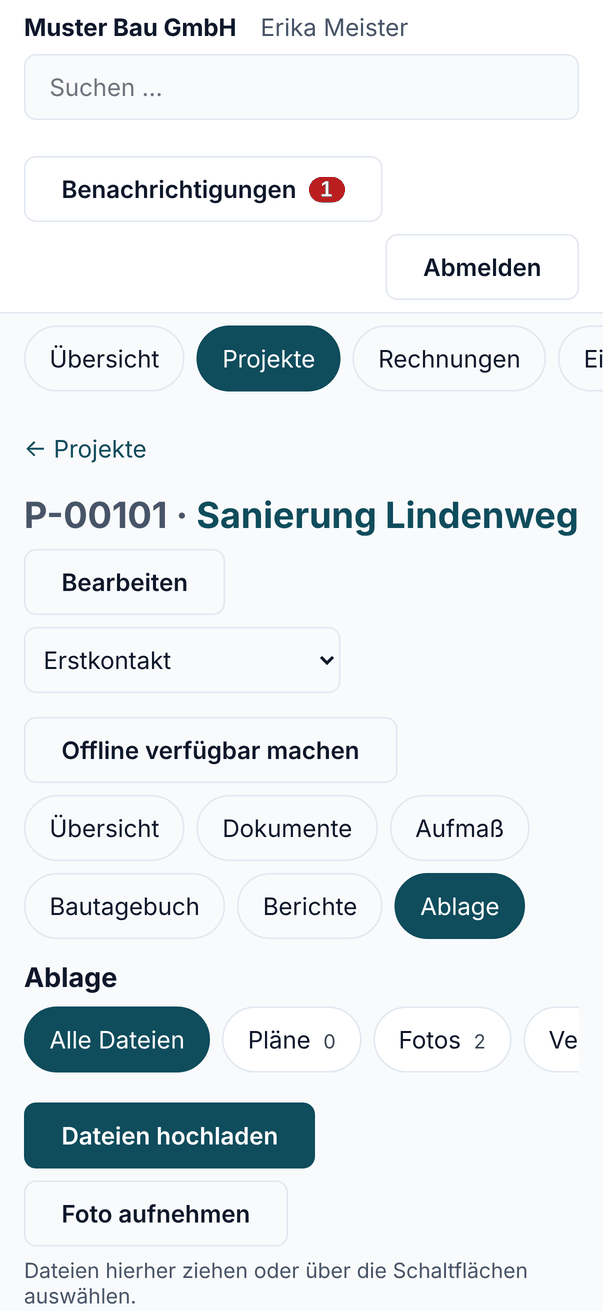 Muster Bau GmbH Erika Meister
Suchen ...
Benachrichtigungen 1
Abmelden
Übersicht Projekte Rechnungen Ei
← Projekte
P-00101 · Sanierung Lindenweg
Bearbeiten
Erstkontakt
Offline verfügbar machen
Übersicht Dokumente Aufmaß
Bautagebuch Berichte Ablage
Ablage
Alle Dateien Pläne 0 Fotos 2 Ve
Dateien hochladen
Foto aufnehmen
Dateien hierher ziehen oder über die Schaltflächen
auswählen.